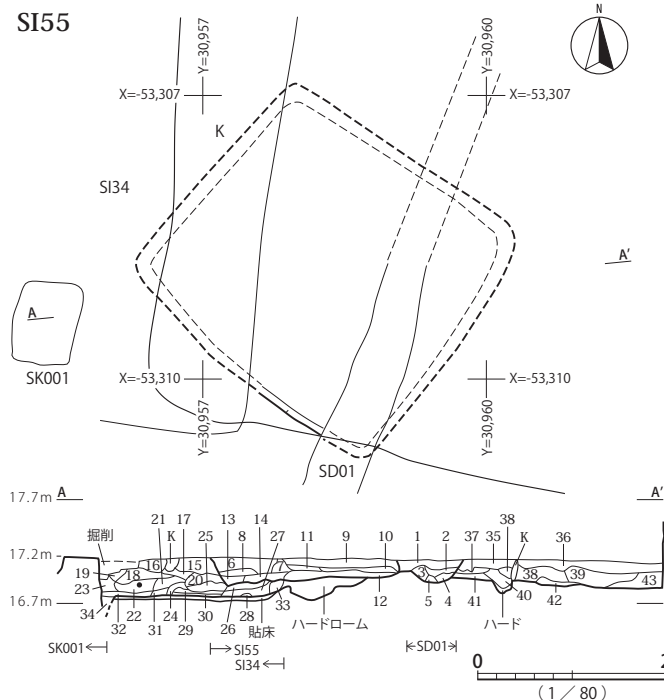 SI55
N
Y=30,957
Y=30,960
X=-53,307
X=-53,307
K
SI34
A'
A
SK001
X=-53,310
X=-53,310
Y=30,957
Y=30,960
SD01
17.7m A
A'
掘削
21 K 17 25 13 8 14 27 11 9 10 1 2 37 35 38 K 36
17.2m
16 15 6 7
19 18 20 3 38 39 43
23
16.7m
34 32 22 31 24 29 30 26 28 33 12 5 4 41 40 42
貼床 ハードローム ハード
SK001 SI55 SD01
SI34
0 2
(1/80)